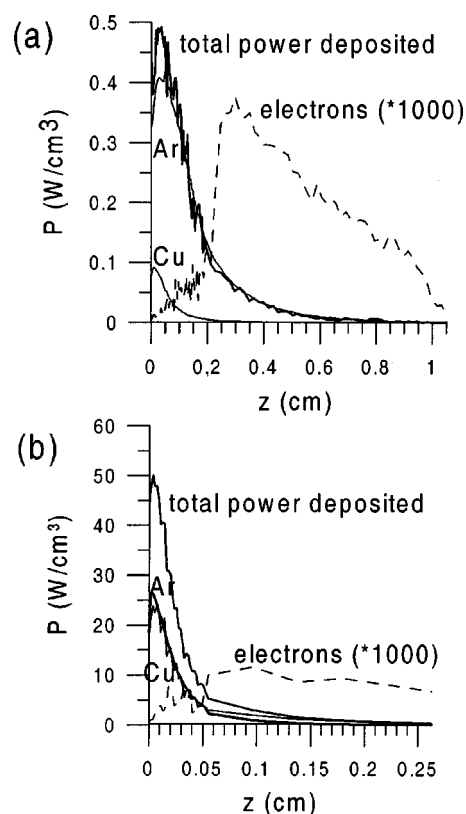 (a)
0.5
total power deposited
0.4
electrons (*1000)
0.3
Ar
P (W/cm3)
0.2
0.1
Cu
0
0 0,2 0.4 0.6 0.8 1
z (cm)
(b)
60
50
total power deposited
40
P (W/cm³)
30
Ar
20
electrons (*1000)
Cu
10
0
0 0.05 0.1 0.15 0.2 0.25
z (cm)